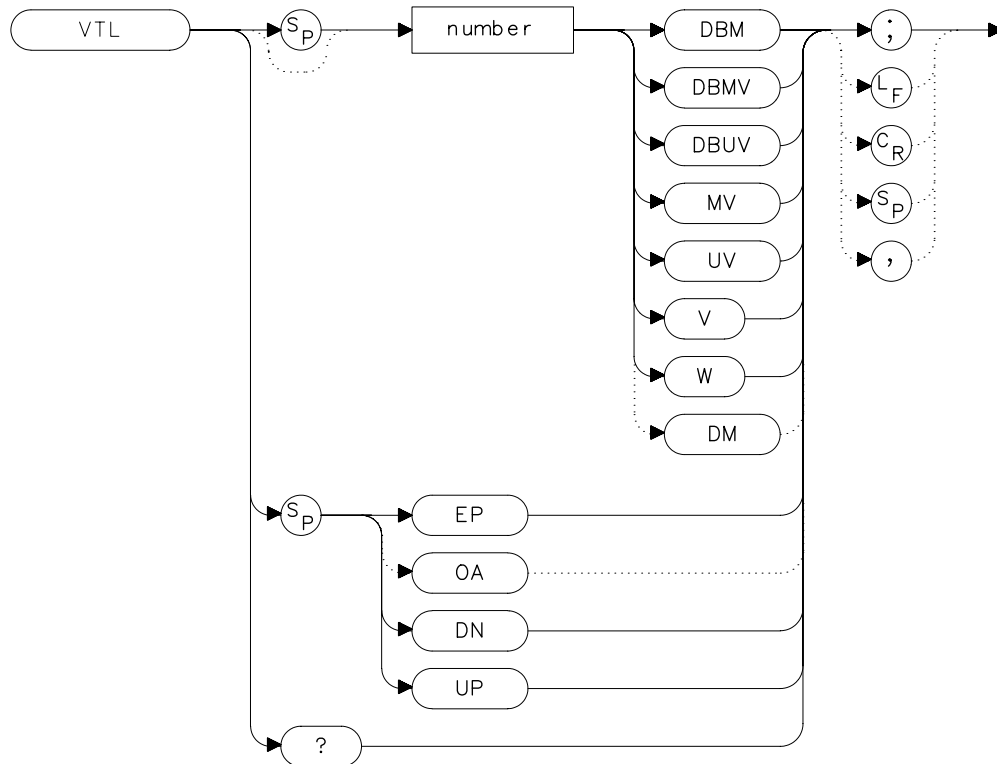 VTL SP number DBM ;
DBMV LF
DBUV CR
MV SP
UV ,
V
W
DM
SP EP
OA
DN
UP
?